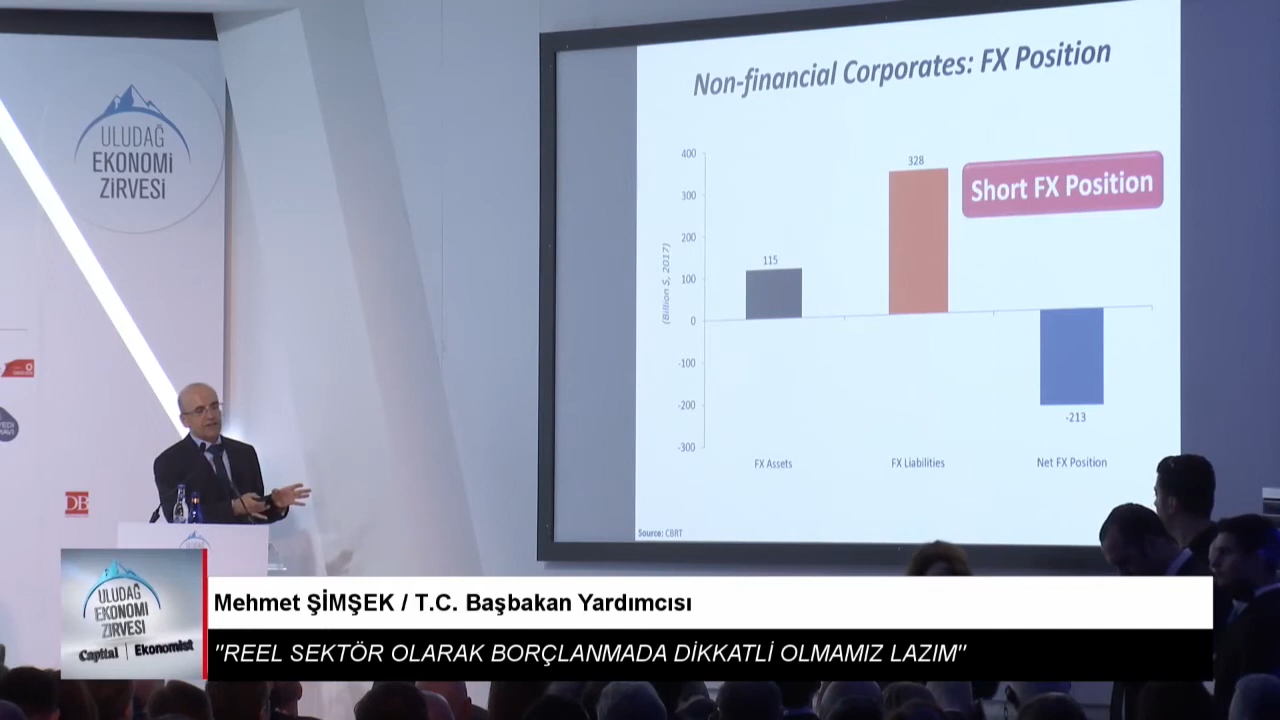 ULUDAĞ
EKONOMİ
ZİRVESİ
DB
Non-financial Corporates: FX Position
Short FX Position
(Billion $, 2017)
400
300
200
100
0
-100
-200
-300
115
328
-213
FX Assets
FX Liabilities
Net FX Position
Source: CBRT
ULUDAĞ
EKONOMİ
ZİRVESİ
Capital | Ekonomist
Mehmet ŞİMŞEK / T.C. Başbakan Yardımcısı
"REEL SEKTÖR OLARAK BORÇLANMADA DİKKATLİ OLMAMIZ LAZIM"